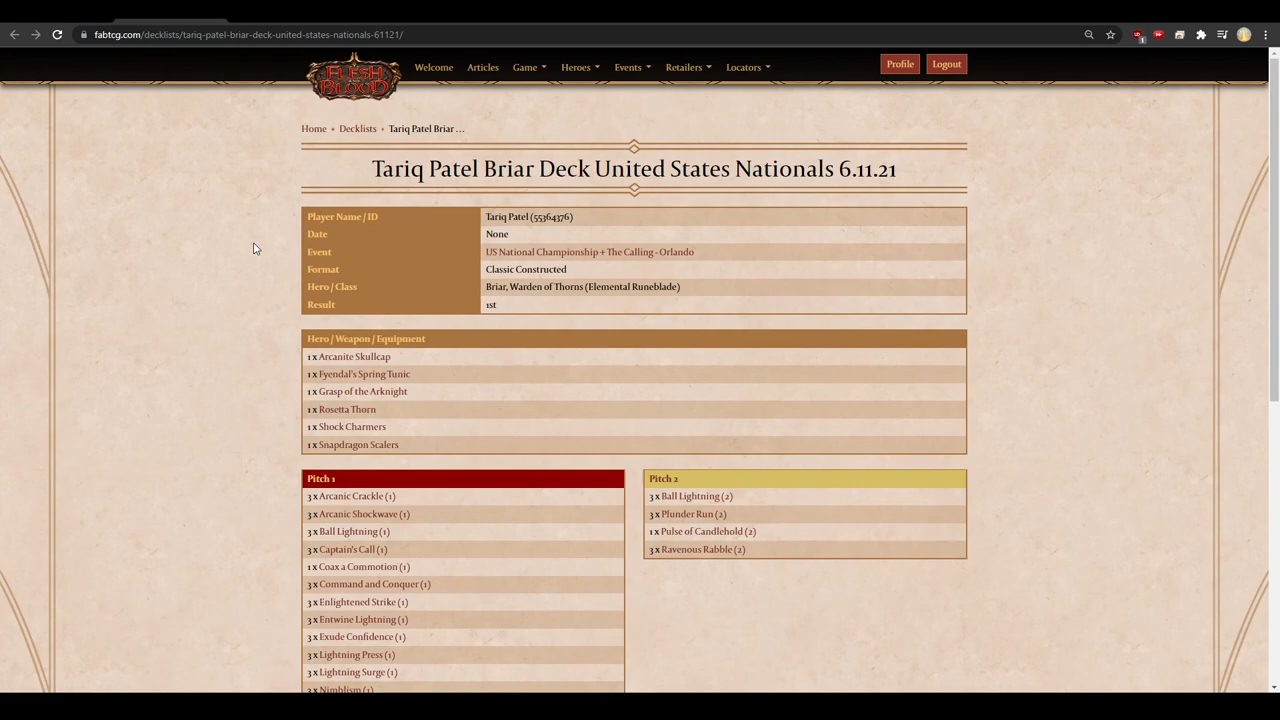 fabtcg.com/decklists/tariq-patel-briar-deck-united-states-nationals-61121/
FLESH AND BLOOD
Welcome Articles Game Heroes Events Retailers Locators Profile Logout
Home • Decklists • Tariq Patel Briar ...
Tariq Patel Briar Deck United States Nationals 6.11.21
Player Name / ID Tariq Patel (55364376)
Date None
Event US National Championship + The Calling - Orlando
Format Classic Constructed
Hero / Class Briar, Warden of Thorns (Elemental Runeblade)
Result 1st
Hero / Weapon / Equipment
1 x Arcanite Skullcap
1 x Fyendal's Spring Tunic
1 x Grasp of the Arknight
1 x Rosetta Thorn
1 x Shock Charmers
1 x Snapdragon Scalers
Pitch 1
3 x Arcanic Crackle (1)
3 x Arcanic Shockwave (1)
3 x Ball Lightning (1)
3 x Captain's Call (1)
1 x Coax a Commotion (1)
3 x Command and Conquer (1)
3 x Enlightened Strike (1)
3 x Entwine Lightning (1)
3 x Exude Confidence (1)
3 x Lightning Press (1)
3 x Lightning Surge (1)
3 x Nimblism (1)
Pitch 2
3 x Ball Lightning (2)
3 x Plunder Run (2)
1 x Pulse of Candlehold (2)
3 x Ravenous Rabble (2)